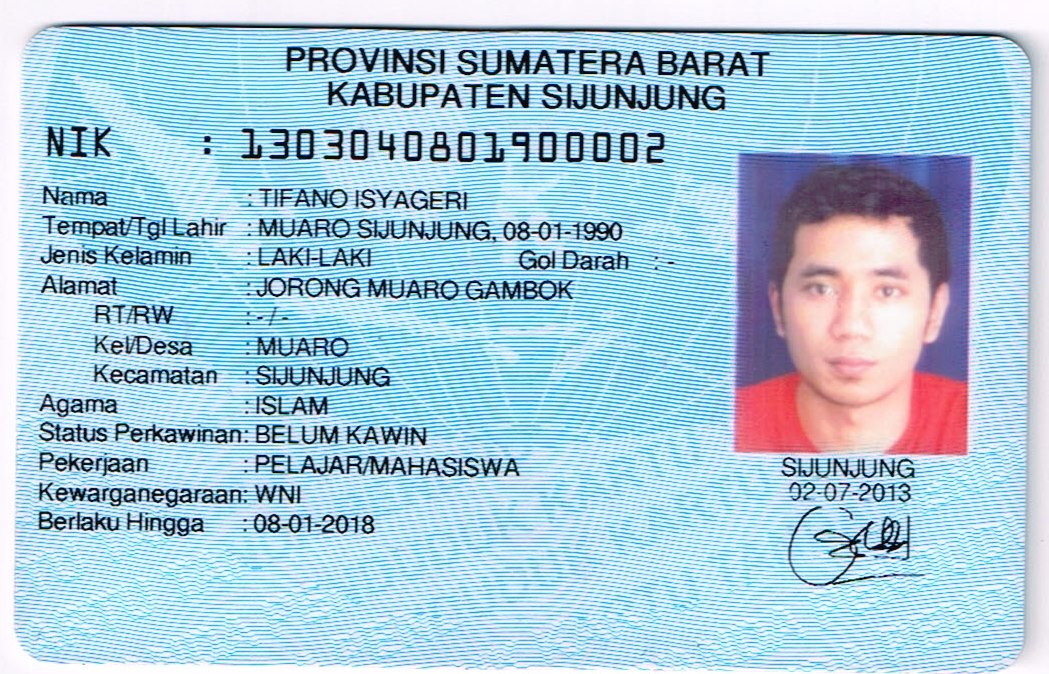 PROVINSI SUMATERA BARAT
KABUPATEN SIJUNJUNG
NIK : 1303040801900002
Nama : TIFANO ISYAGERI
Tempat/Tgl Lahir : MUARO SIJUNJUNG, 08-01-1990
Jenis Kelamin : LAKI-LAKI Gol Darah : -
Alamat : JORONG MUARO GAMBOK
RT/RW : - / -
Kel/Desa : MUARO
Kecamatan : SIJUNJUNG
Agama : ISLAM
Status Perkawinan: BELUM KAWIN
Pekerjaan : PELAJAR/MAHASISWA
Kewarganegaraan: WNI
Berlaku Hingga : 08-01-2018
SIJUNJUNG
02-07-2013